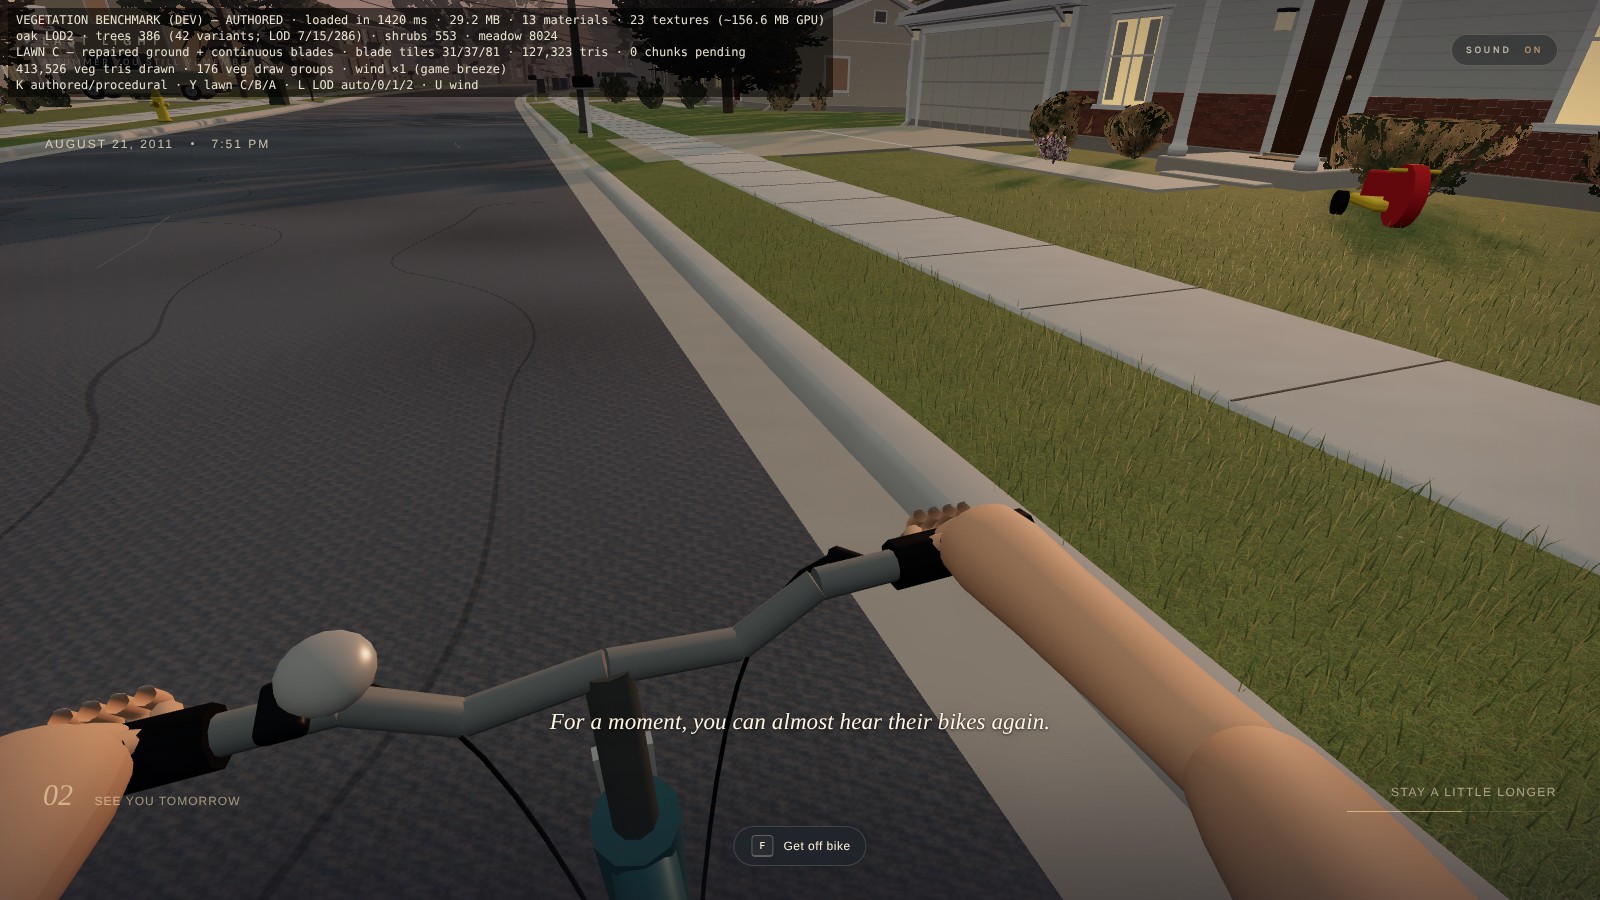 VEGETATION BENCHMARK (DEV) — AUTHORED · loaded in 1420 ms · 29.2 MB · 13 materials · 23 textures (~156.6 MB GPU)
oak LOD2 · trees 386 (42 variants; LOD 7/15/286) · shrubs 553 · meadow 8024
LAWN C — repaired ground + continuous blades · blade tiles 31/37/81 · 127,323 tris · 0 chunks pending
413,526 veg tris drawn · 176 veg draw groups · wind ×1 (game breeze)
K authored/procedural · Y lawn C/B/A · L LOD auto/0/1/2 · U wind
SOUND ON
AUGUST 21, 2011 • 7:51 PM
For a moment, you can almost hear their bikes again.
02 SEE YOU TOMORROW
STAY A LITTLE LONGER
F Get off bike